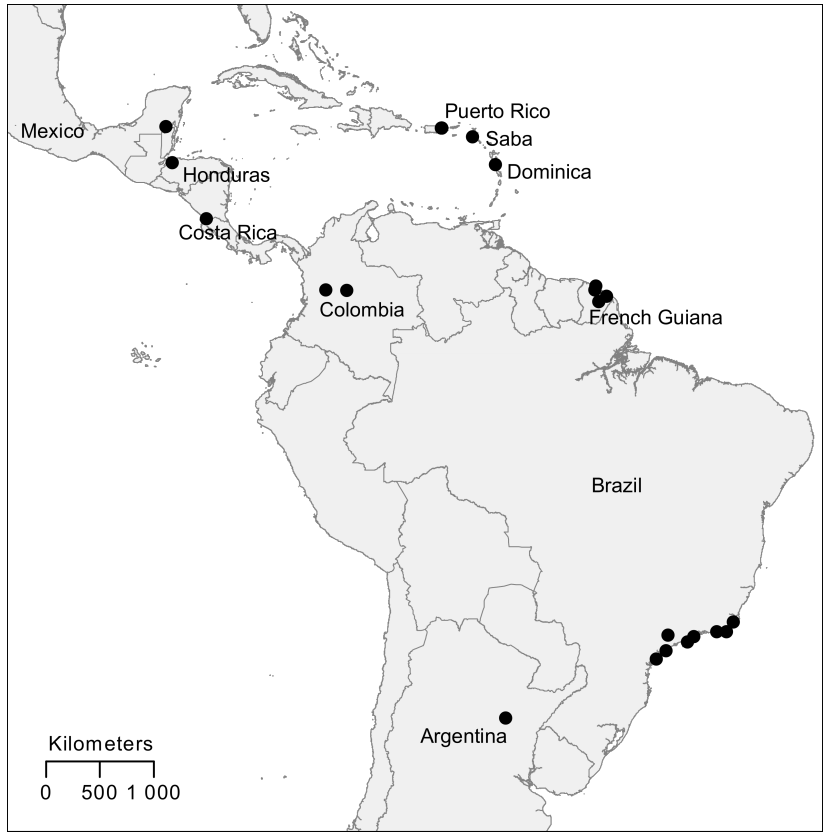 Puerto Rico
Mexico
Saba
Honduras
Dominica
Costa Rica
Colombia
French Guiana
Brazil
Argentina
Kilometers
0 500 1 000